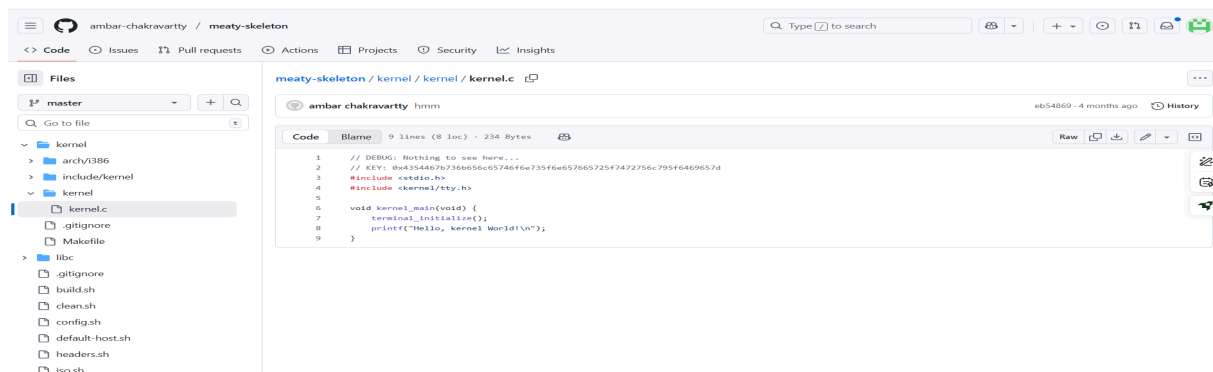 ambar-chakravartty / meaty-skeleton
Type / to search
Code Issues Pull requests Actions Projects Security Insights
Files
meaty-skeleton / kernel / kernel / kernel.c
master
ambar chakravartty hmm
eb54869 · 4 months ago History
Go to file
t
Code Blame 9 lines (8 loc) · 234 Bytes
Raw
kernel
arch/i386
include/kernel
kernel
kernel.c
.gitignore
Makefile
libc
.gitignore
build.sh
clean.sh
config.sh
default-host.sh
headers.sh
iso.sh
1 // DEBUG: Nothing to see here...
2 // KEY: 0x4354467b736b656c65746f6e735f6e657665725f7472756c795f6469657d
3 #include <stdio.h>
4 #include <kernel/tty.h>
5
6 void kernel_main(void) {
7 terminal_initialize();
8 printf("Hello, kernel World!\n");
9 }